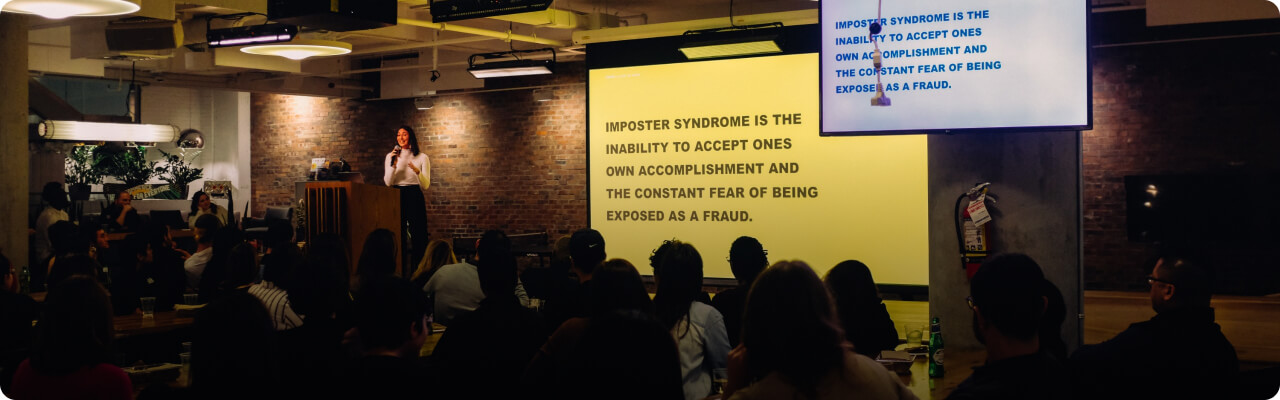 IMPOSTER SYNDROME IS THE
INABILITY TO ACCEPT ONES
OWN ACCOMPLISHMENT AND
THE CONSTANT FEAR OF BEING
EXPOSED AS A FRAUD.
IMPOSTER SYNDROME IS THE
INABILITY TO ACCEPT ONES
OWN ACCOMPLISHMENT AND
THE CONSTANT FEAR OF BEING
EXPOSED AS A FRAUD.